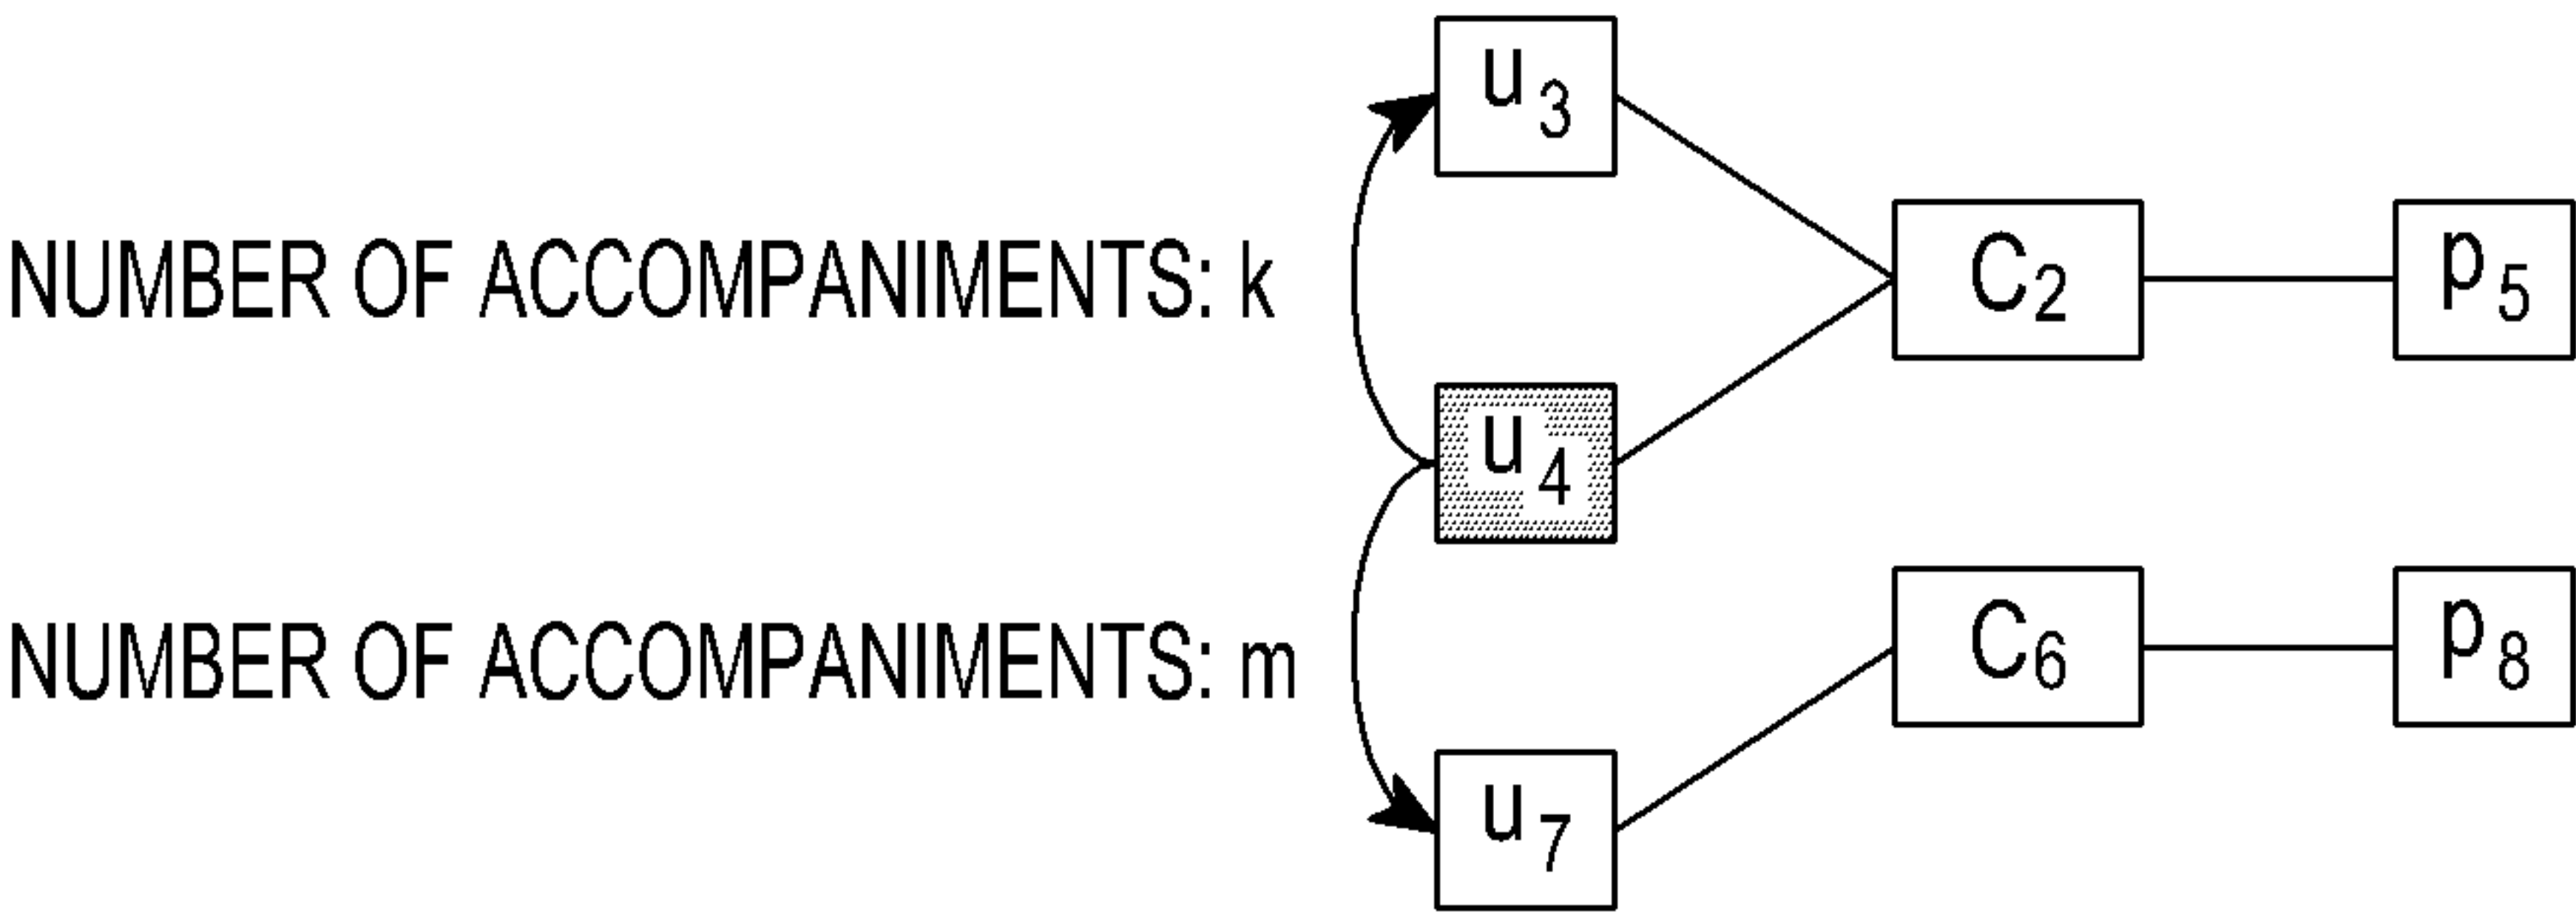 u3
NUMBER OF ACCOMPANIMENTS: k
C2
p5
u4
NUMBER OF ACCOMPANIMENTS: m
C6
p8
u7